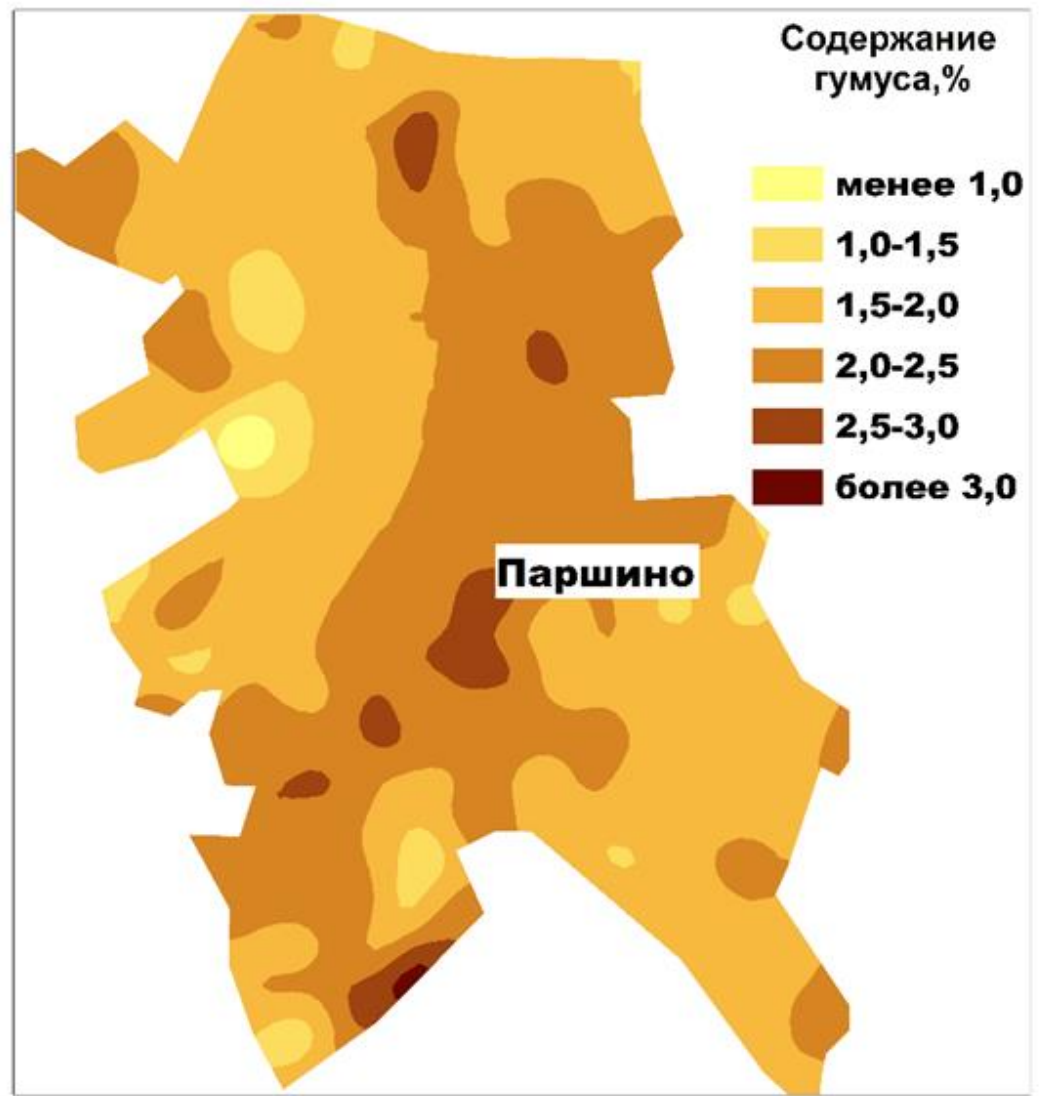 Содержание
гумуса,%
менее 1,0
1,0-1,5
1,5-2,0
2,0-2,5
2,5-3,0
более 3,0
Паршино